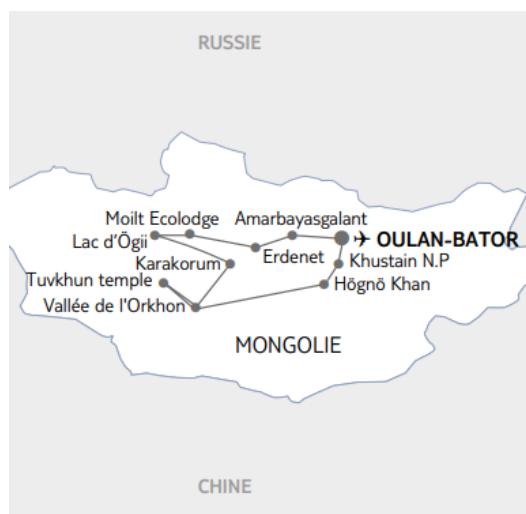 RUSSIE
Moilt Ecolodge
Amarbayasgalant
Lac d'Ögii
OULAN-BATOR
Karakorum
Erdenet
Khustain N.P
Tuvkhun temple
Högnö Khan
Vallée de l'Orkhon
MONGOLIE
CHINE